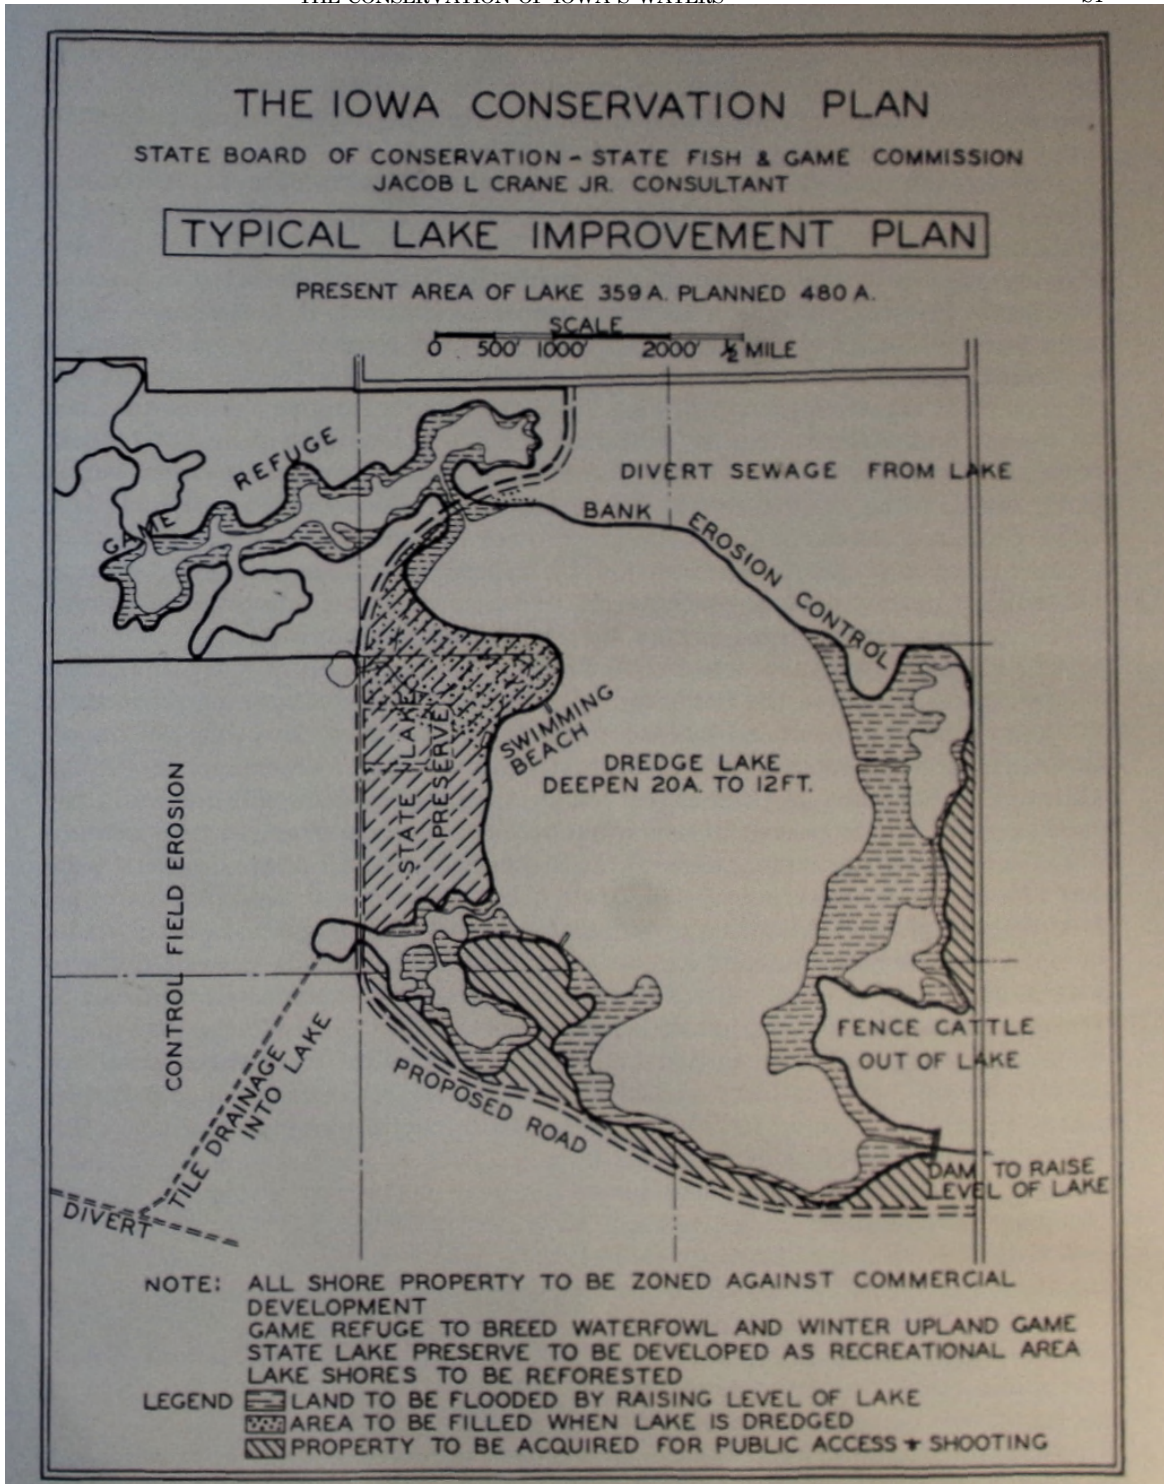 THE CONSERVATION OF IOWA'S WATERS
THE IOWA CONSERVATION PLAN
STATE BOARD OF CONSERVATION - STATE FISH & GAME COMMISSION
JACOB L CRANE JR. CONSULTANT
TYPICAL LAKE IMPROVEMENT PLAN
PRESENT AREA OF LAKE 359 A. PLANNED 480 A.
SCALE
0 500' 1000' 2000' ½ MILE
GAME REFUGE
DIVERT SEWAGE FROM LAKE
BANK EROSION CONTROL
SWIMMING
BEACH
STATE LAKE
PRESERVE
DREDGE LAKE
DEEPEN 20A. TO 12FT.
CONTROL FIELD EROSION
FENCE CATTLE
OUT OF LAKE
TILE DRAINAGE
INTO LAKE
PROPOSED ROAD
DIVERT
DAM TO RAISE
LEVEL OF LAKE
NOTE: ALL SHORE PROPERTY TO BE ZONED AGAINST COMMERCIAL
DEVELOPMENT
GAME REFUGE TO BREED WATERFOWL AND WINTER UPLAND GAME
STATE LAKE PRESERVE TO BE DEVELOPED AS RECREATIONAL AREA
LAKE SHORES TO BE REFORESTED
LEGEND LAND TO BE FLOODED BY RAISING LEVEL OF LAKE
AREA TO BE FILLED WHEN LAKE IS DREDGED
PROPERTY TO BE ACQUIRED FOR PUBLIC ACCESS & SHOOTING